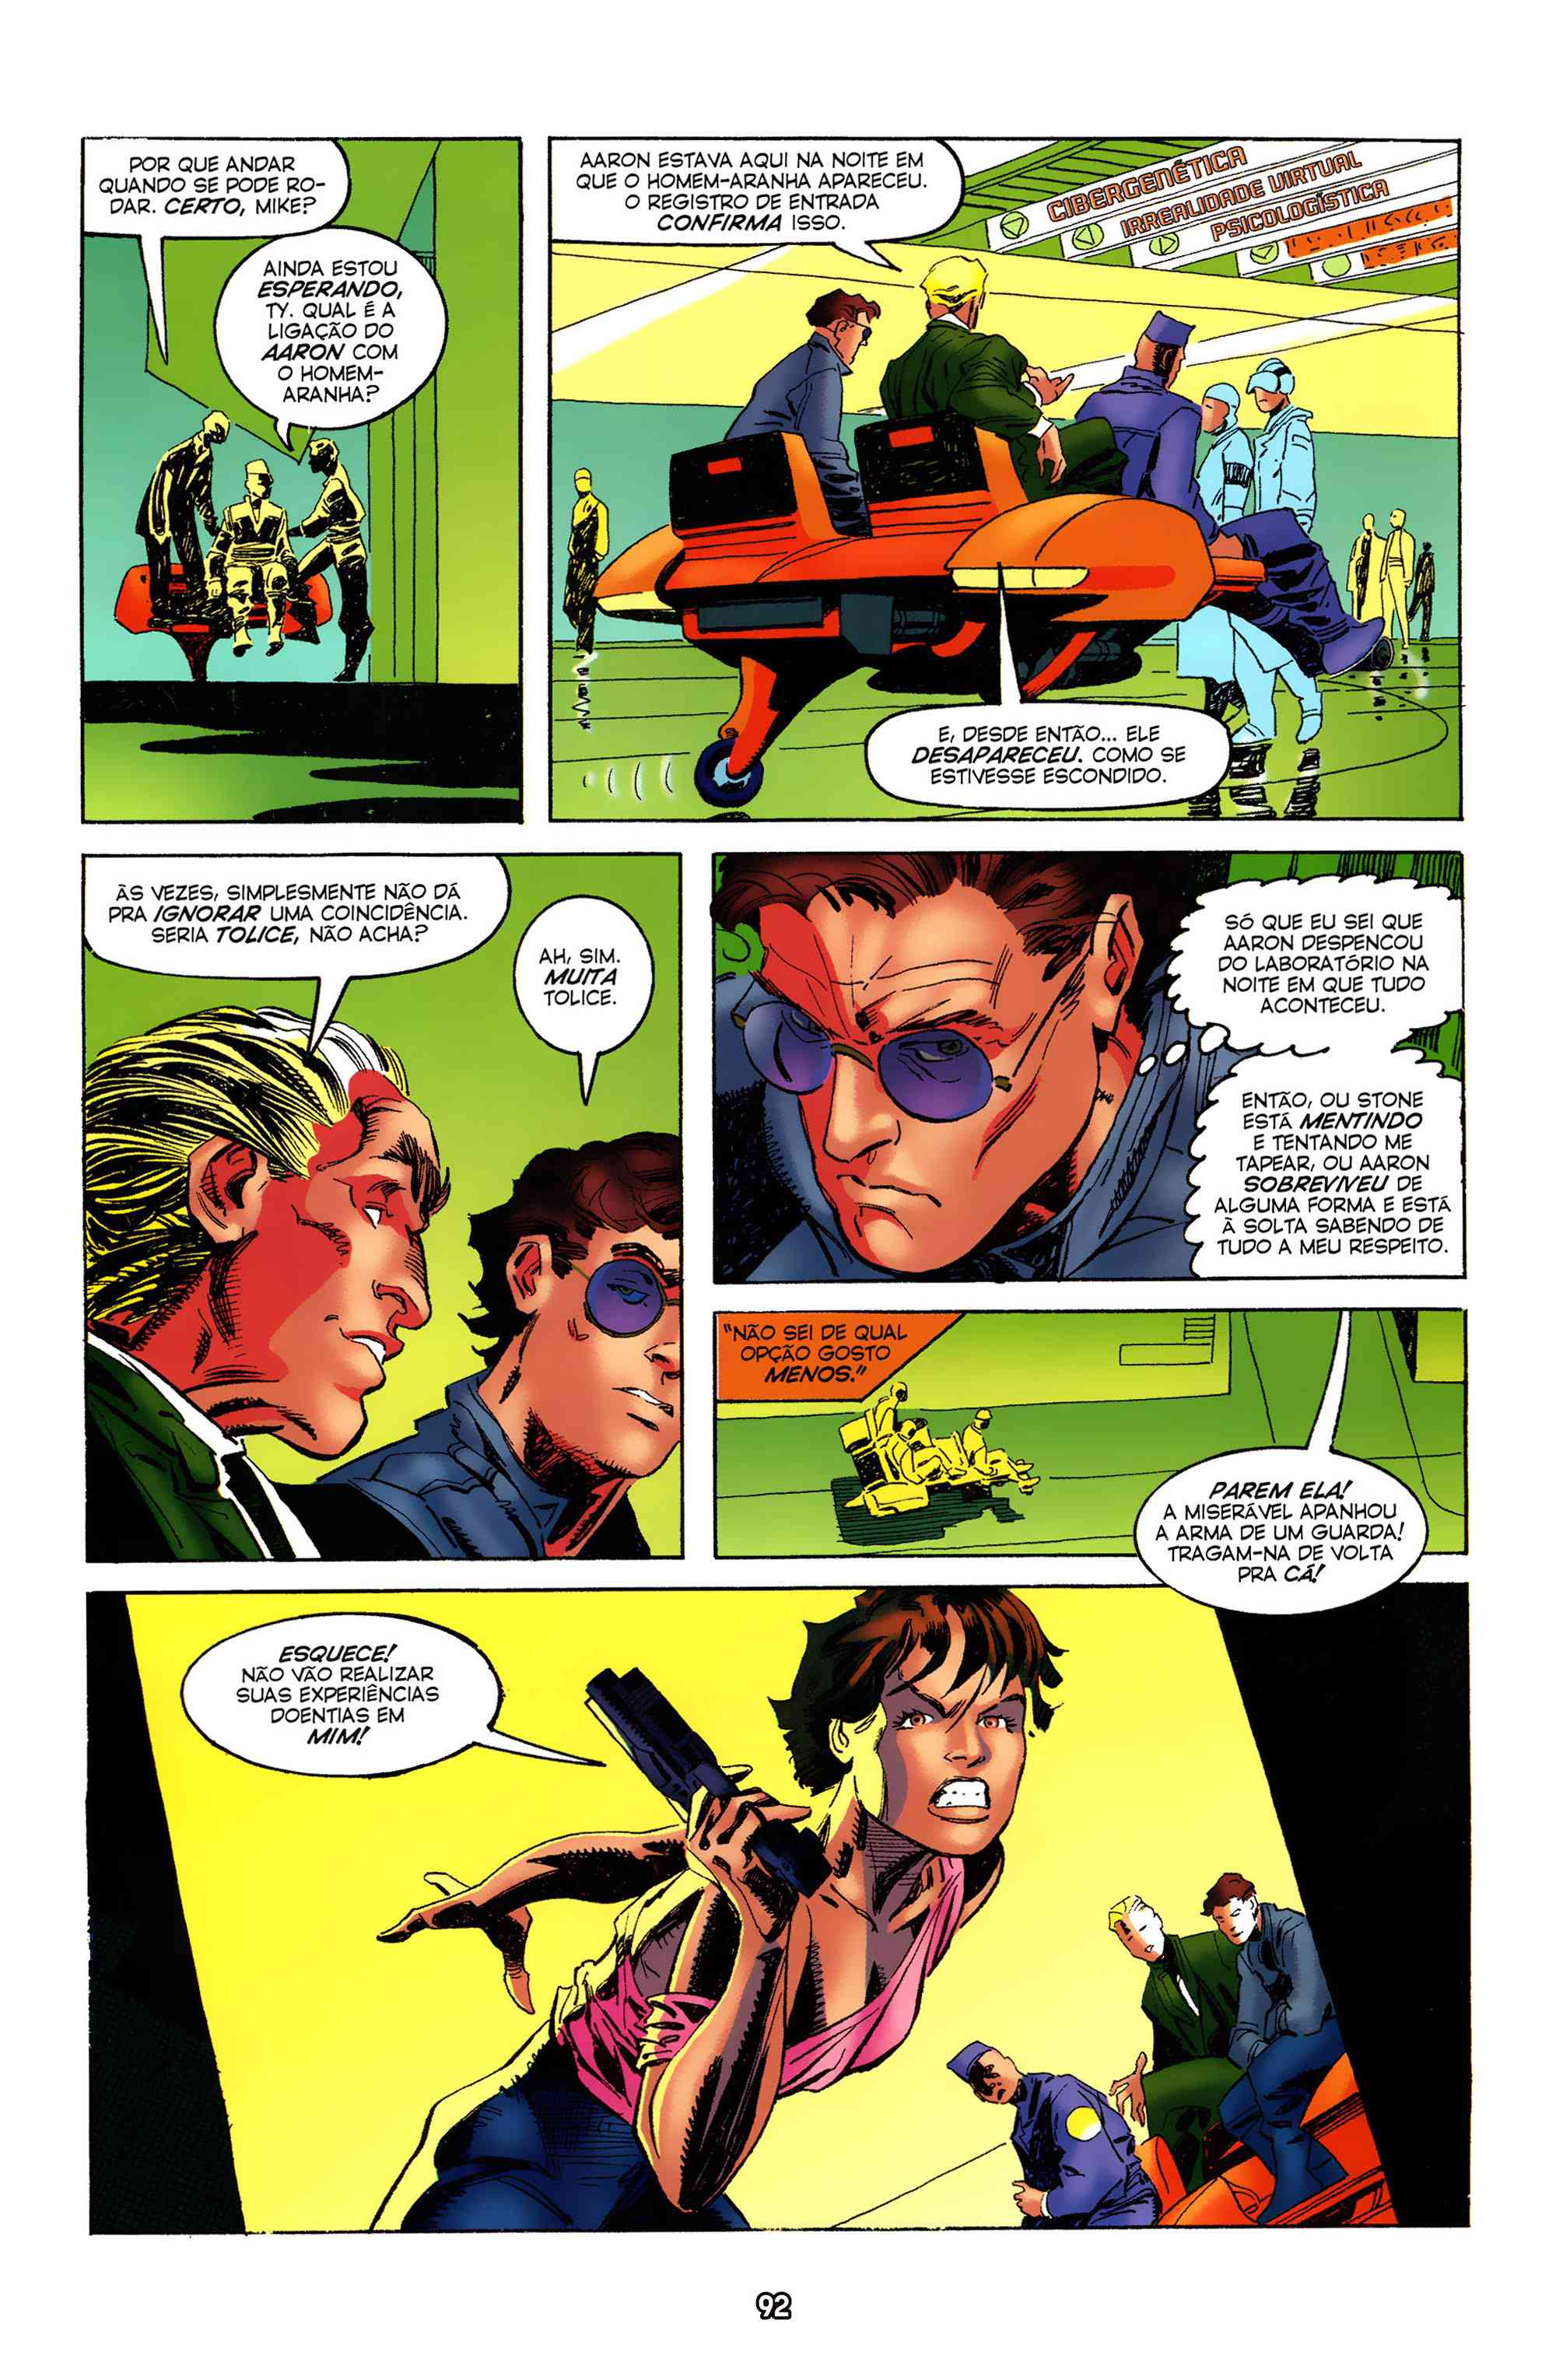 POR QUE ANDAR
QUANDO SE PODE RO-
DAR. CERTO, MIKE?
AINDA ESTOU
ESPERANDO,
TY. QUAL É A
LIGAÇÃO DO
AARON COM
O HOMEM-
ARANHA?
AARON ESTAVA AQUI NA NOITE EM
QUE O HOMEM-ARANHA APARECEU.
O REGISTRO DE ENTRADA
CONFIRMA ISSO.
CIBERGENÉTICA
IRREALIDADE VIRTUAL
PSICOLOGÍSTICA
E, DESDE ENTÃO... ELE
DESAPARECEU. COMO SE
ESTIVESSE ESCONDIDO.
ÀS VEZES, SIMPLESMENTE NÃO DÁ
PRA IGNORAR UMA COINCIDÊNCIA.
SERIA TOLICE, NÃO ACHA?
AH, SIM.
MUITA
TOLICE.
SÓ QUE EU SEI QUE
AARON DESPENCOU
DO LABORATÓRIO NA
NOITE EM QUE TUDO
ACONTECEU.
ENTÃO, OU STONE
ESTÁ MENTINDO
E TENTANDO ME
TAPEAR, OU AARON
SOBREVIVEU DE
ALGUMA FORMA E ESTÁ
À SOLTA SABENDO DE
TUDO A MEU RESPEITO.
"NÃO SEI DE QUAL
OPÇÃO GOSTO
MENOS."
PAREM ELA!
A MISERÁVEL APANHOU
A ARMA DE UM GUARDA!
TRAGAM-NA DE VOLTA
PRA CÁ!
ESQUECE!
NÃO VÃO REALIZAR
SUAS EXPERIÊNCIAS
DOENTIAS EM
MIM!
92